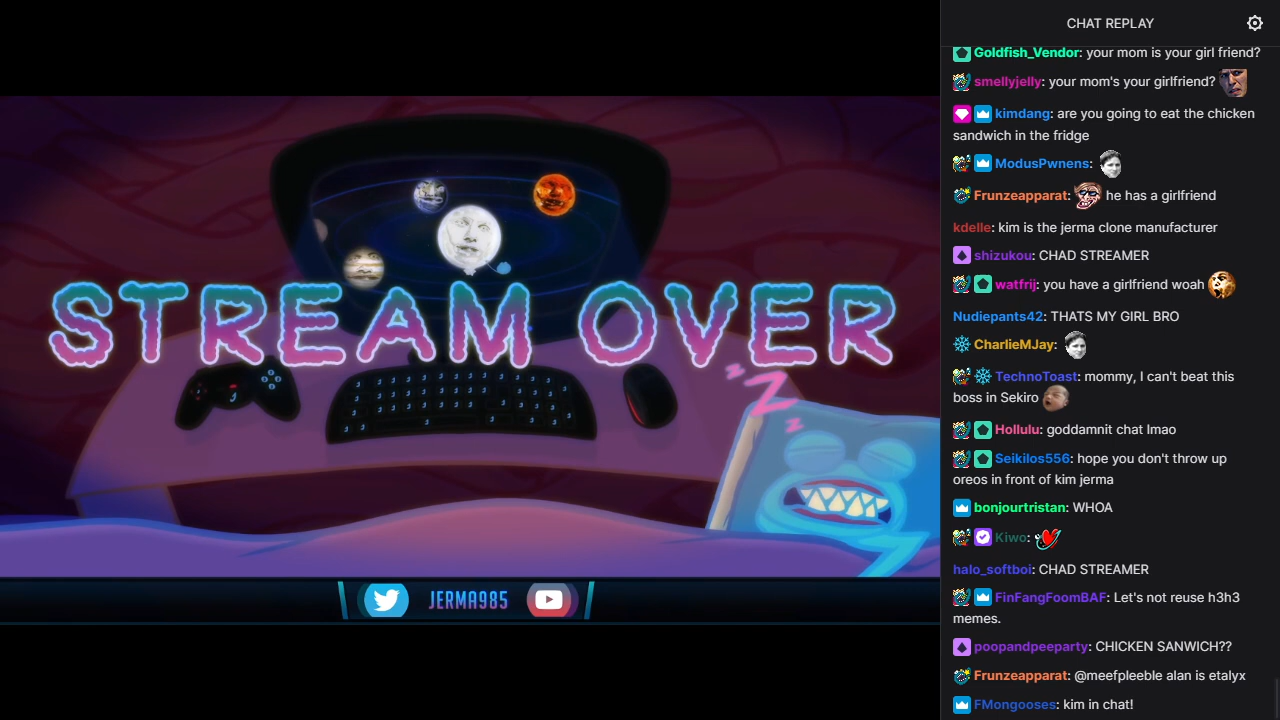 STREAM OVER
z
Z
z
JERMA985
CHAT REPLAY
Goldfish_Vendor: your mom is your girl friend?
smellyjelly: your mom's your girlfriend?
kimdang: are you going to eat the chicken
sandwich in the fridge
ModusPwnens:
Frunzeapparat: he has a girlfriend
kdelle: kim is the jerma clone manufacturer
shizukou: CHAD STREAMER
watfrij: you have a girlfriend woah
Nudiepants42: THATS MY GIRL BRO
CharlieMJay:
TechnoToast: mommy, I can't beat this
boss in Sekiro
Hollulu: goddamnit chat lmao
Seikilos556: hope you don't throw up
oreos in front of kim jerma
bonjourtristan: WHOA
Kiwo:
halo_softboi: CHAD STREAMER
FinFangFoomBAF: Let's not reuse h3h3
memes.
poopandpeeparty: CHICKEN SANWICH??
Frunzeapparat: @meefpleeble alan is etalyx
FMongooses: kim in chat!